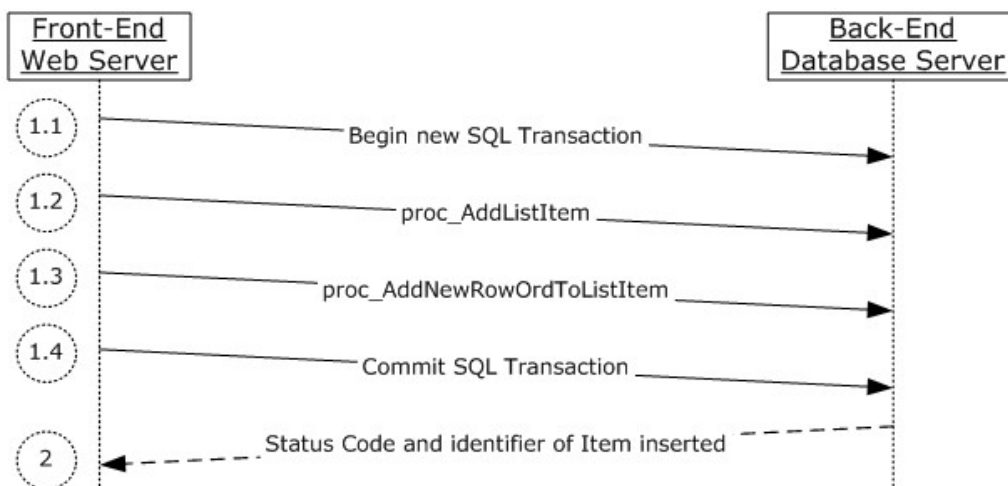 Front-End
Web Server
Back-End
Database Server
1.1
Begin new SQL Transaction
1.2
proc_AddListItem
1.3
proc_AddNewRowOrdToListItem
1.4
Commit SQL Transaction
Status Code and identifier of Item inserted
2